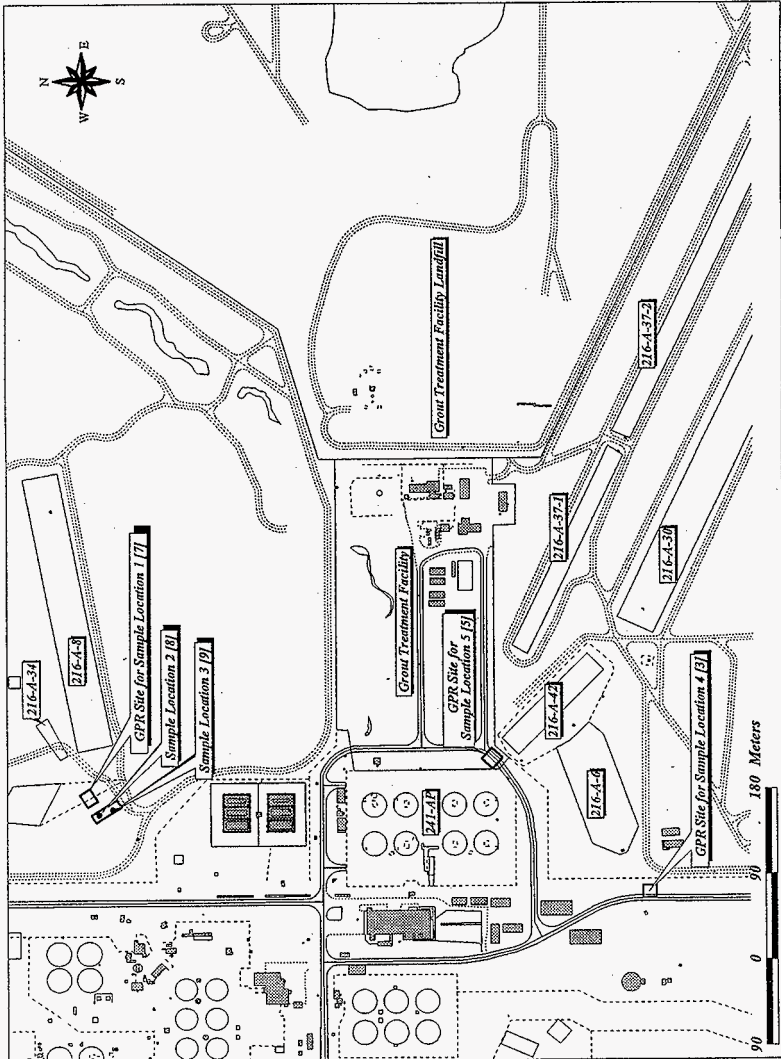 N
E
S
W
216-A-34
216-A-8
GPR Site for Sample Location 1 [7]
Sample Location 2 [8]
Sample Location 3 [9]
Grout Treatment Facility Landfill
Grout Treatment Facility
GPR Site for
Sample Location 5 [5]
241-AP
216-A-37-2
216-A-37-1
216-A-30
216-A-42
216-A-6
GPR Site for Sample Location 4 [3]
90 0 90 180 Meters